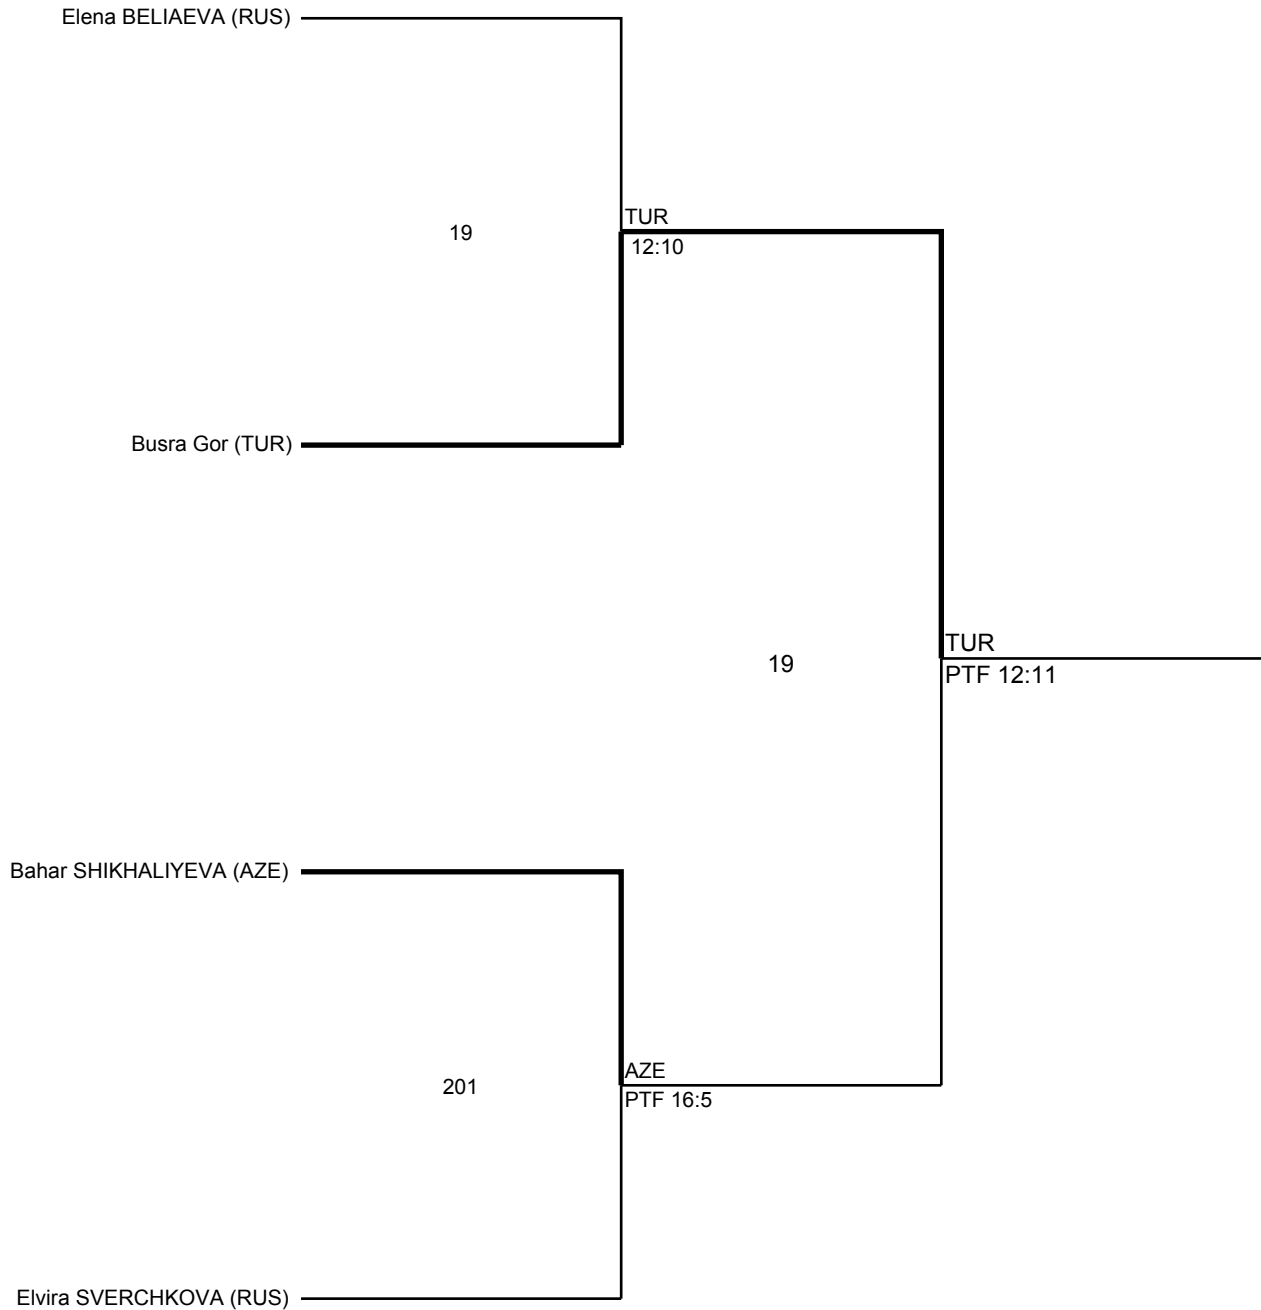 Elena BELIAEVA (RUS)
TUR
19
12:10
Busra Gor (TUR)
TUR
19
PTF 12:11
Bahar SHIKHALIYEVA (AZE)
AZE
201
PTF 16:5
Elvira SVERCHKOVA (RUS)